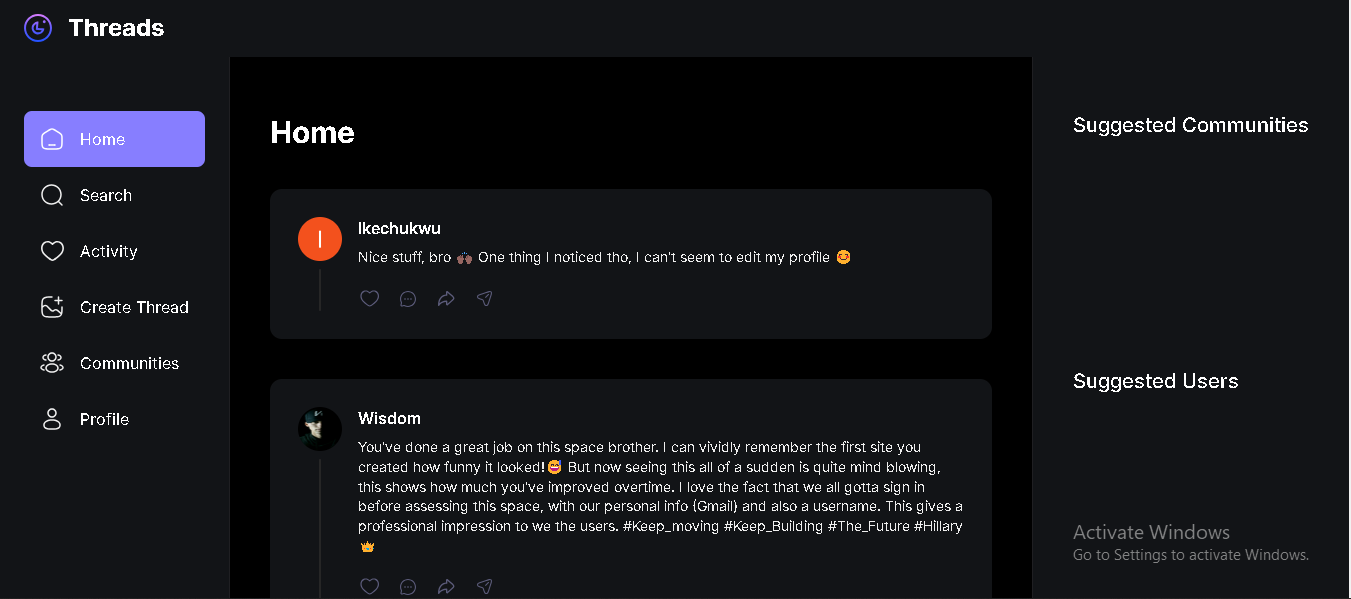 Threads
Home
Search
Activity
Create Thread
Communities
Profile
Home
I
Ikechukwu
Nice stuff, bro 🙌🏿 One thing I noticed tho, I can't seem to edit my profile 😊
Wisdom
You've done a great job on this space brother. I can vividly remember the first site you
created how funny it looked!😅 But now seeing this all of a sudden is quite mind blowing,
this shows how much you've improved overtime. I love the fact that we all gotta sign in
before assessing this space, with our personal info (Gmail) and also a username. This gives a
professional impression to we the users. #Keep_moving #Keep_Building #The_Future #Hillary
👑
Suggested Communities
Suggested Users
Activate Windows
Go to Settings to activate Windows.